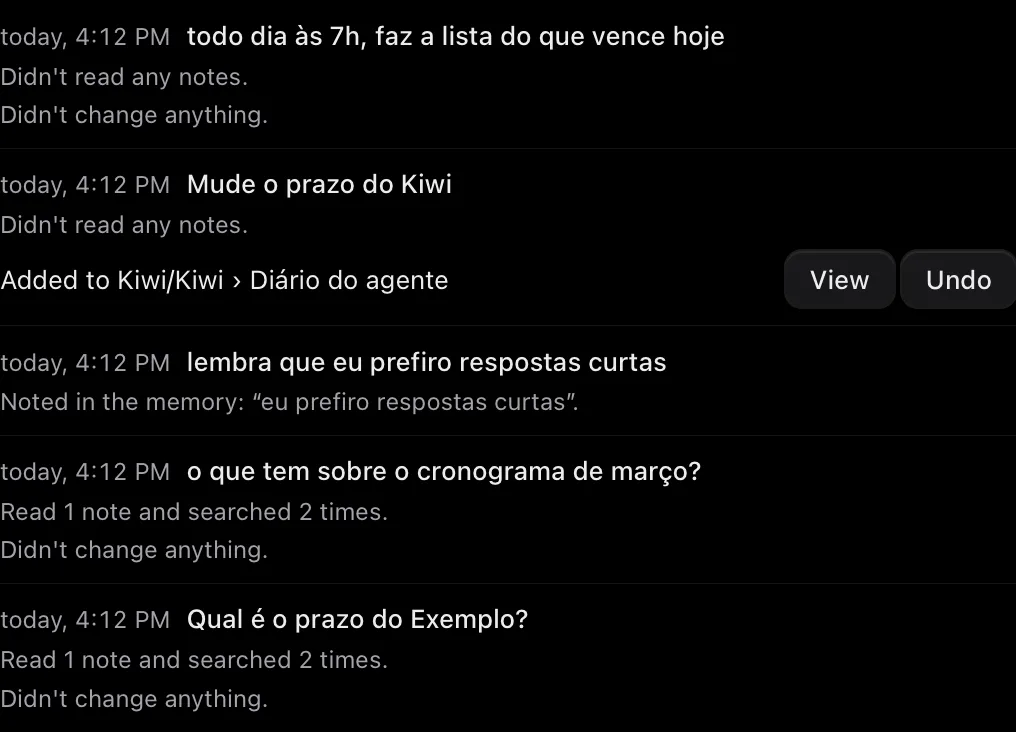 today, 4:12 PM todo dia às 7h, faz a lista do que vence hoje
Didn't read any notes.
Didn't change anything.
today, 4:12 PM Mude o prazo do Kiwi
Didn't read any notes.
Added to Kiwi/Kiwi › Diário do agente View Undo
today, 4:12 PM lembra que eu prefiro respostas curtas
Noted in the memory: “eu prefiro respostas curtas”.
today, 4:12 PM o que tem sobre o cronograma de março?
Read 1 note and searched 2 times.
Didn't change anything.
today, 4:12 PM Qual é o prazo do Exemplo?
Read 1 note and searched 2 times.
Didn't change anything.